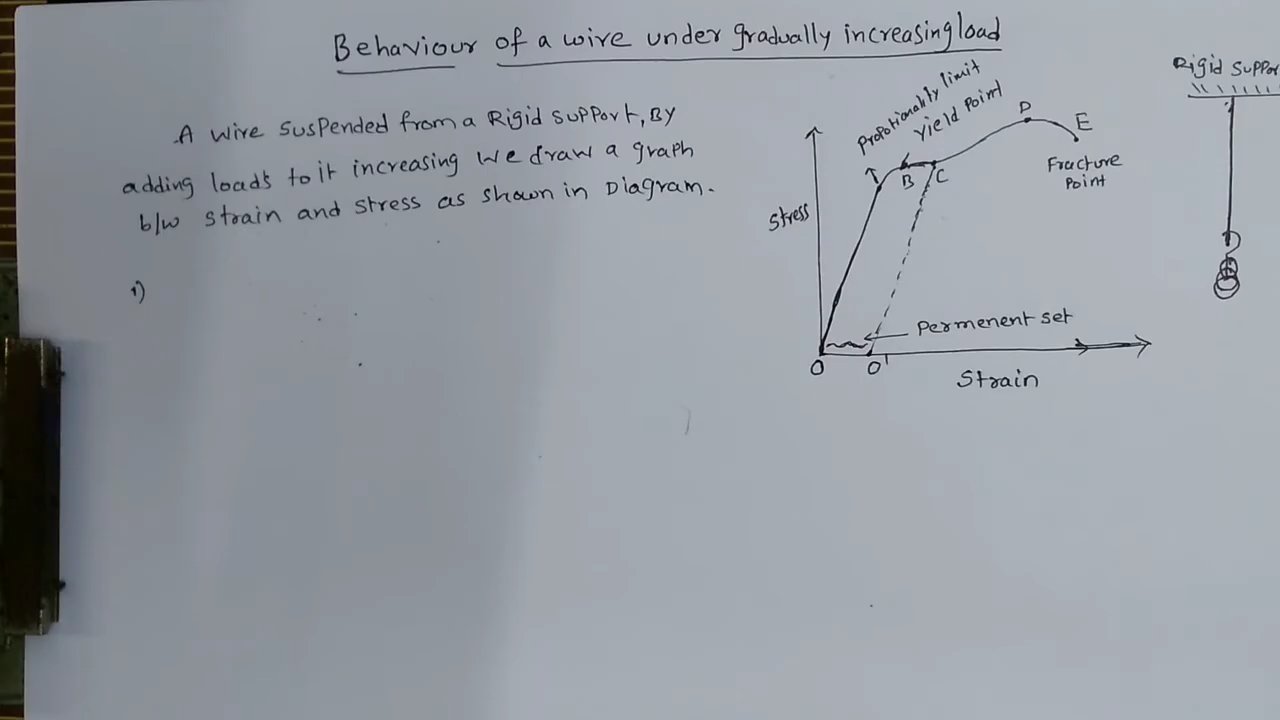 Behaviour of a wire under gradually increasing load
A wire suspended from a Rigid support, By
adding loads to it increasing we draw a graph
b/w strain and stress as shown in Diagram.
1)
Propotionality limit
yield Point
Stress
B
C
D
E
Fracture
Point
Permenent set
O
O'
Strain
Rigid Suppor